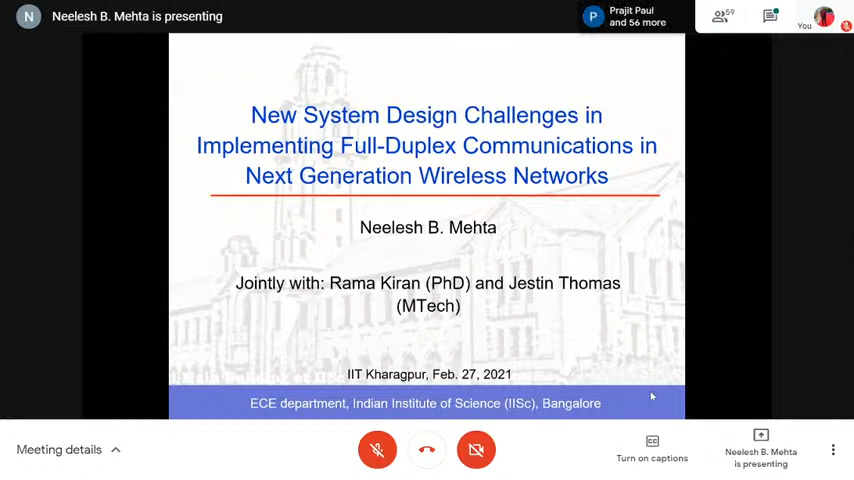 N
Neelesh B. Mehta is presenting
P
Prajit Paul
and 56 more
59
You
New System Design Challenges in
Implementing Full-Duplex Communications in
Next Generation Wireless Networks
Neelesh B. Mehta
Jointly with: Rama Kiran (PhD) and Jestin Thomas
(MTech)
IIT Kharagpur, Feb. 27, 2021
ECE department, Indian Institute of Science (IISc), Bangalore
Meeting details
CC
Turn on captions
Neelesh B. Mehta
is presenting